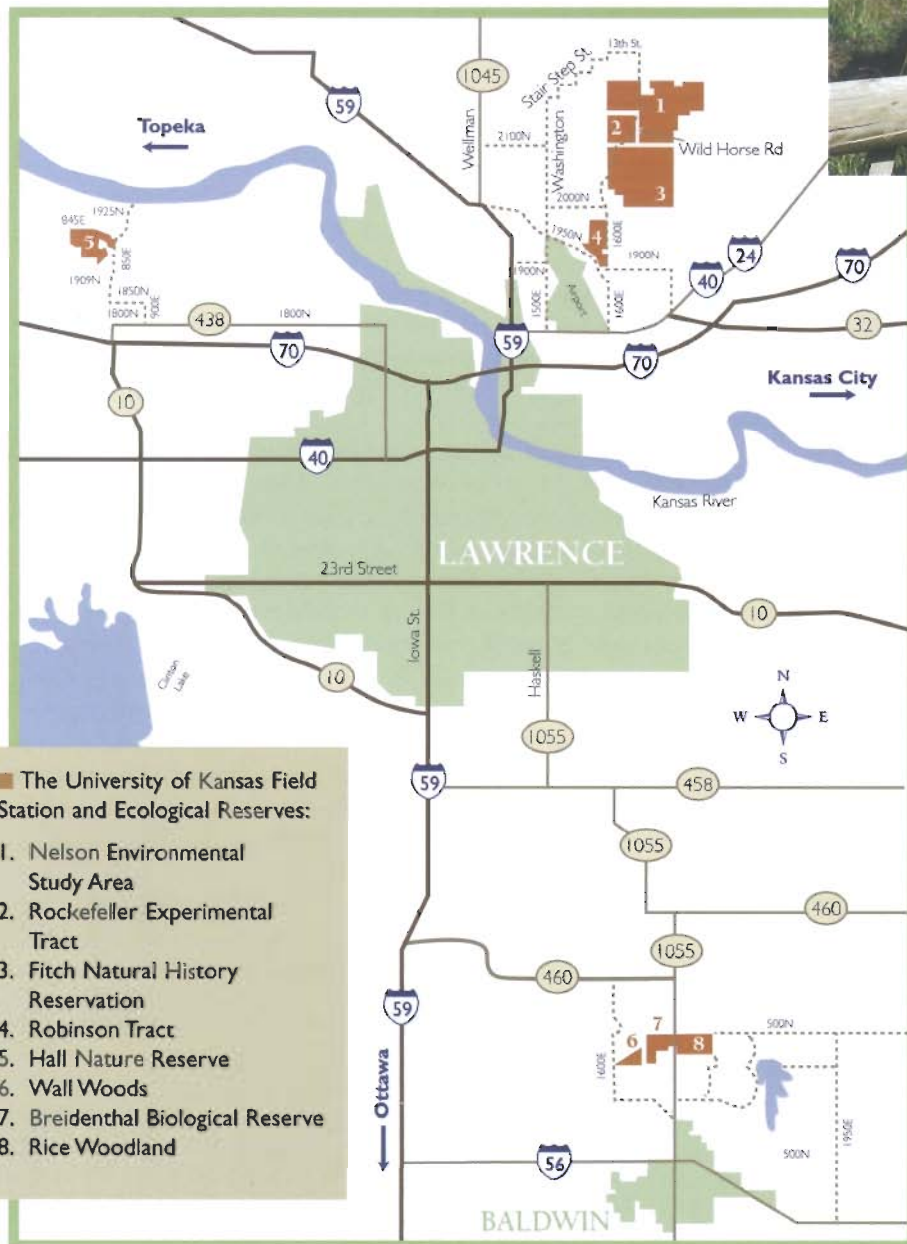 13th St.
1045
Stair Step St.
59
1
Topeka
Wellman
2
2100N
Washington
Wild Horse Rd
3
2000N
1925N
845E
5
850E
1950N
4
1600E
1909N
1900N
1900N
24
70
1850N
900E
40
1500E
Airport
1600E
1800N
438
1800N
59
32
70
70
Kansas City
10
40
Kansas River
LAWRENCE
23rd Street
10
Iowa St.
Haskell
Clinton
Lake
10
N
W
E
S
1055
59
458
The University of Kansas Field
Station and Ecological Reserves:
1. Nelson Environmental
Study Area
2. Rockefeller Experimental
Tract
3. Fitch Natural History
Reservation
4. Robinson Tract
5. Hall Nature Reserve
6. Wall Woods
7. Breidenthal Biological Reserve
8. Rice Woodland
1055
460
1055
460
59
7
500N
6
8
1600E
Ottawa
1950E
500N
56
BALDWIN